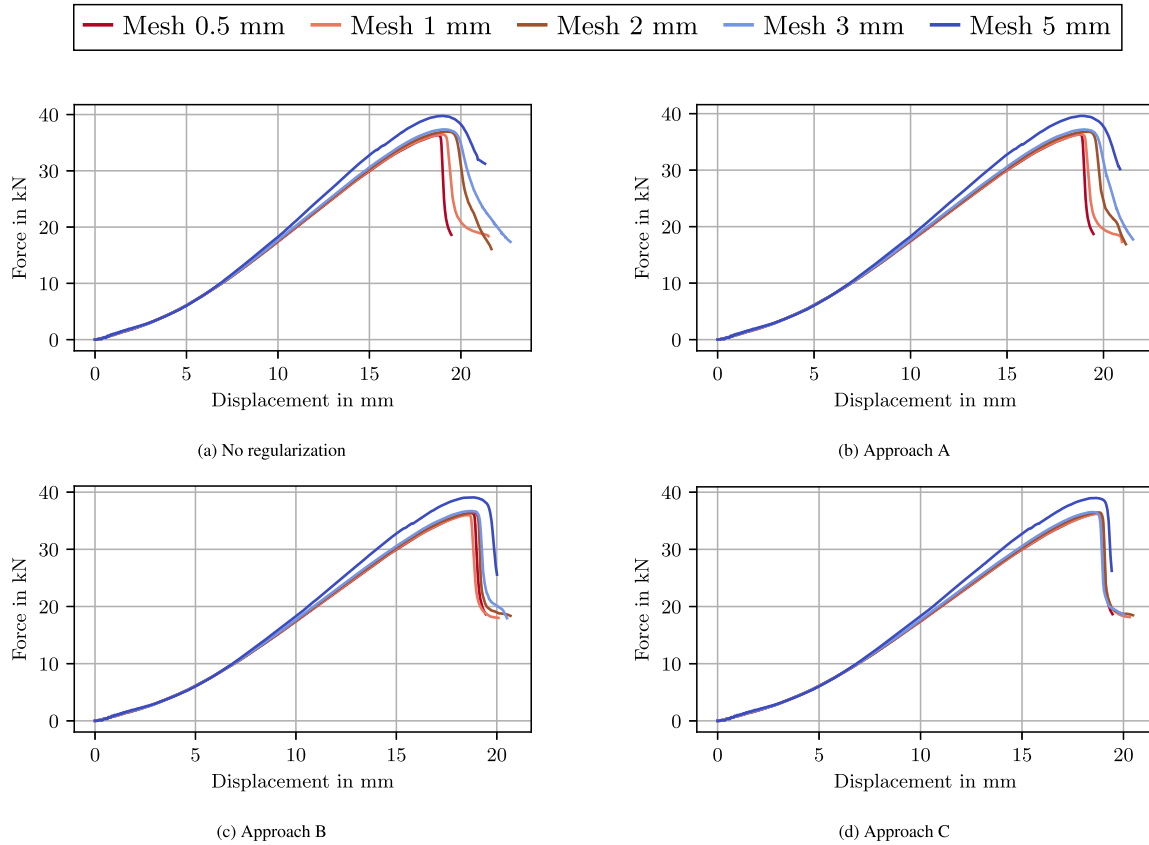 Mesh 0.5 mm Mesh 1 mm Mesh 2 mm Mesh 3 mm Mesh 5 mm
40
30
20
10
0
Force in kN
0 5 10 15 20
Displacement in mm
(a) No regularization
40
30
20
10
0
Force in kN
0 5 10 15 20
Displacement in mm
(b) Approach A
40
30
20
10
0
Force in kN
0 5 10 15 20
Displacement in mm
(c) Approach B
40
30
20
10
0
Force in kN
0 5 10 15 20
Displacement in mm
(d) Approach C